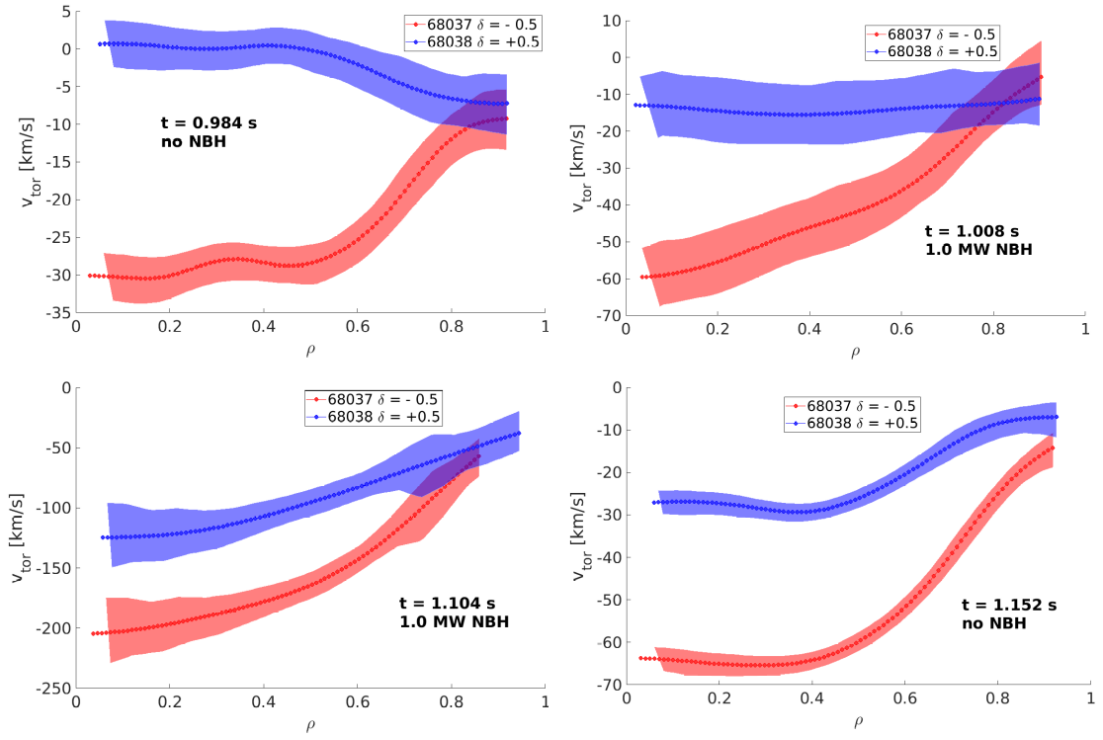 5
0
-5
-10
-15
-20
-25
-30
-35
v_tor [km/s]
68037 δ = - 0.5
68038 δ = +0.5
t = 0.984 s
no NBH
0 0.2 0.4 0.6 0.8 1
ρ
10
0
-10
-20
-30
-40
-50
-60
-70
v_tor [km/s]
68037 δ = - 0.5
68038 δ = +0.5
t = 1.008 s
1.0 MW NBH
0 0.2 0.4 0.6 0.8 1
ρ
0
-50
-100
-150
-200
-250
v_tor [km/s]
68037 δ = - 0.5
68038 δ = +0.5
t = 1.104 s
1.0 MW NBH
0 0.2 0.4 0.6 0.8 1
ρ
0
-10
-20
-30
-40
-50
-60
-70
v_tor [km/s]
68037 δ = - 0.5
68038 δ = +0.5
t = 1.152 s
no NBH
0 0.2 0.4 0.6 0.8 1
ρ